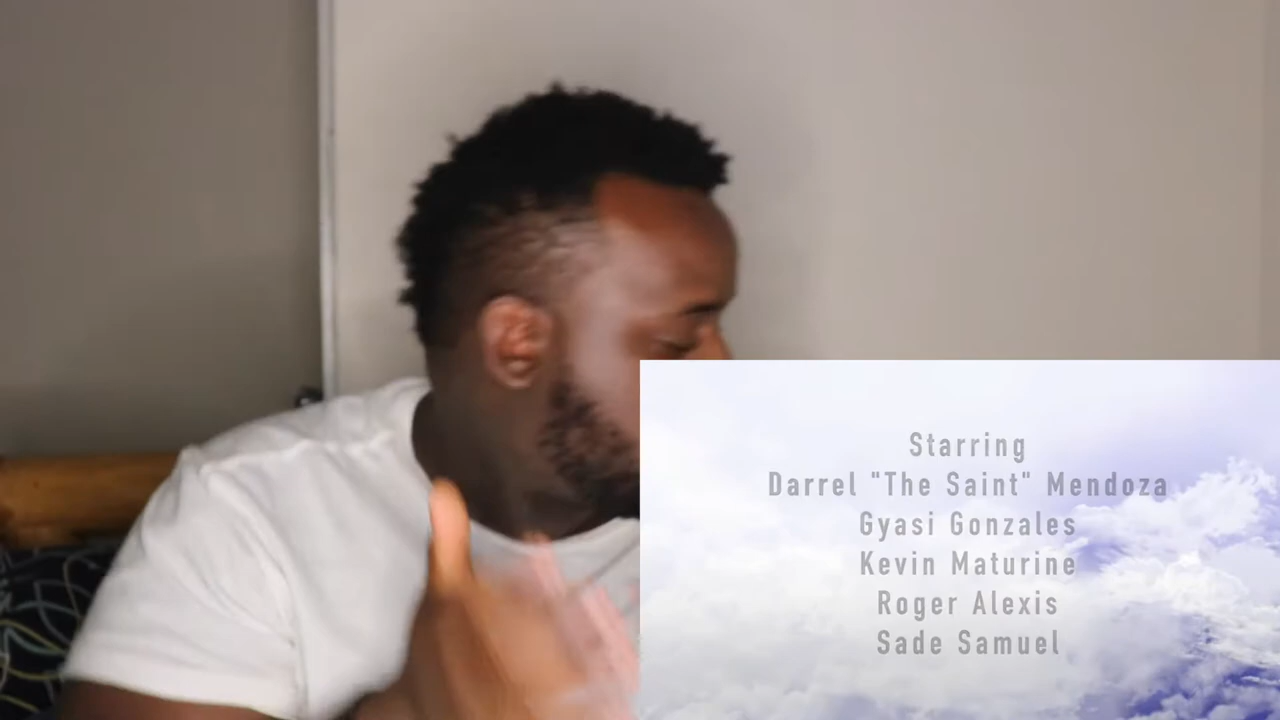 Starring
Darrel "The Saint" Mendoza
Gyasi Gonzales
Kevin Maturine
Roger Alexis
Sade Samuel